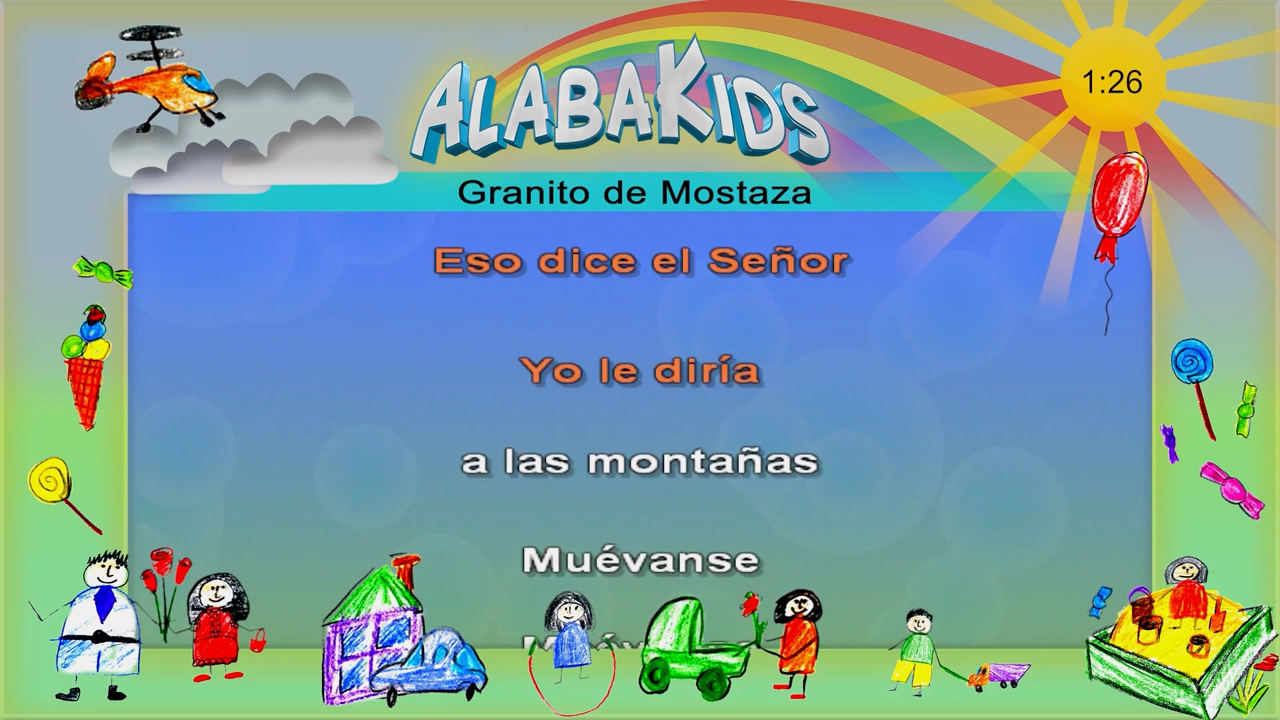 ALABAKIDS
1:26
Granito de Mostaza
Eso dice el Señor
Yo le diría
a las montañas
Muévanse